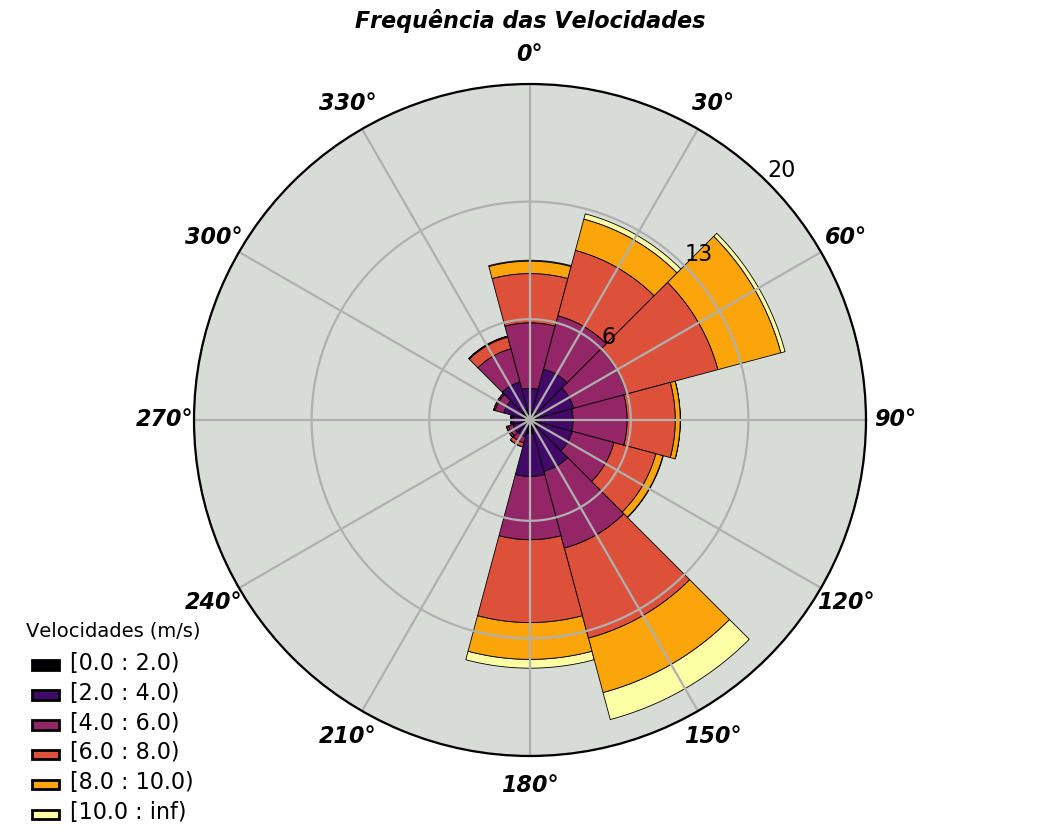 Frequência das Velocidades
0°
330°
30°
20
300°
60°
13
6
270°
90°
240°
120°
210°
150°
180°
Velocidades (m/s)
[0.0 : 2.0)
[2.0 : 4.0)
[4.0 : 6.0)
[6.0 : 8.0)
[8.0 : 10.0)
[10.0 : inf)